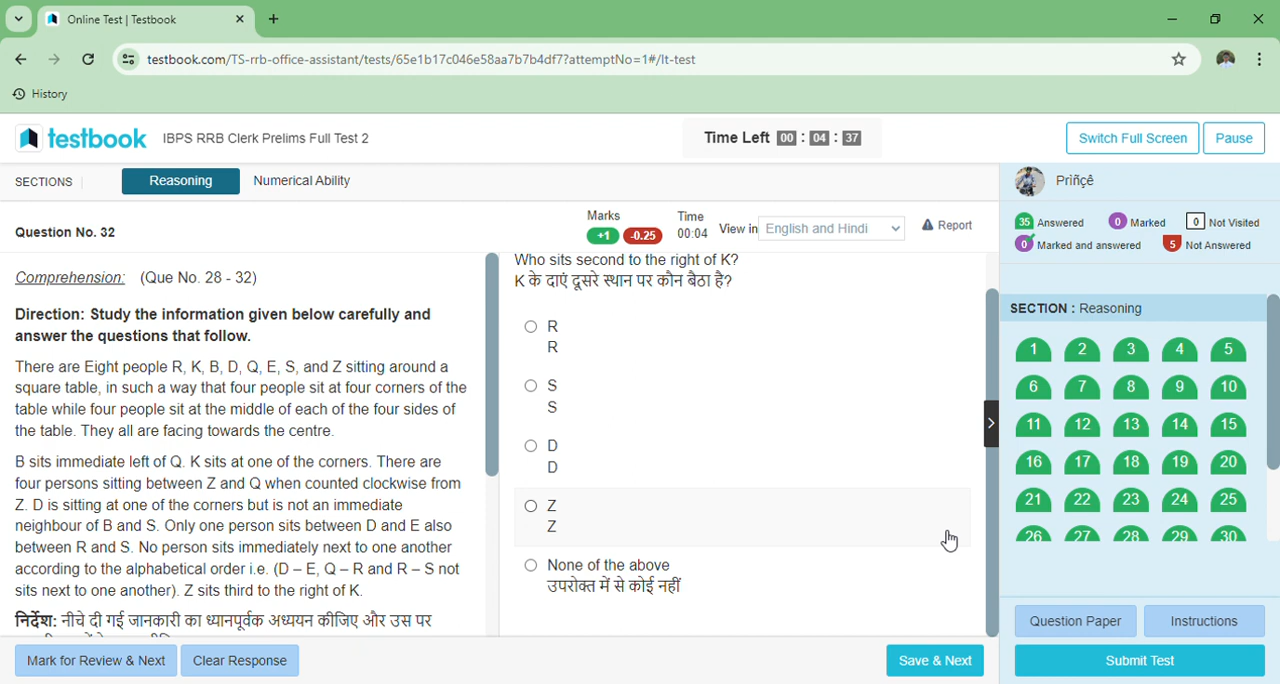 Online Test | Testbook
testbook.com/TS-rrb-office-assistant/tests/65e1b17c046e58aa7b7b4df7?attemptNo=1#/lt-test
History
testbook
IBPS RRB Clerk Prelims Full Test 2
Time Left 00 : 04 : 37
Switch Full Screen
Pause
SECTIONS
Reasoning
Numerical Ability
Prìñçê
Question No. 32
Marks
+1 -0.25
Time
00:04
View in English and Hindi
Report
35 Answered
0 Marked
0 Not Visited
0 Marked and answered
5 Not Answered
Comprehension: (Que No. 28 - 32)
Direction: Study the information given below carefully and
answer the questions that follow.
There are Eight people R, K, B, D, Q, E, S, and Z sitting around a
square table, in such a way that four people sit at four corners of the
table while four people sit at the middle of each of the four sides of
the table. They all are facing towards the centre.
B sits immediate left of Q. K sits at one of the corners. There are
four persons sitting between Z and Q when counted clockwise from
Z. D is sitting at one of the corners but is not an immediate
neighbour of B and S. Only one person sits between D and E also
between R and S. No person sits immediately next to one another
according to the alphabetical order i.e. (D – E, Q – R and R – S not
sits next to one another). Z sits third to the right of K.
निर्देश: नीचे दी गई जानकारी का ध्यानपूर्वक अध्ययन कीजिए और उस पर
Who sits second to the right of K?
K के दाएं दूसरे स्थान पर कौन बैठा है?
R
R
S
S
D
D
Z
Z
None of the above
उपरोक्त में से कोई नहीं
SECTION : Reasoning
1 2 3 4 5
6 7 8 9 10
11 12 13 14 15
16 17 18 19 20
21 22 23 24 25
26 27 28 29 30
Question Paper
Instructions
Mark for Review & Next
Clear Response
Save & Next
Submit Test